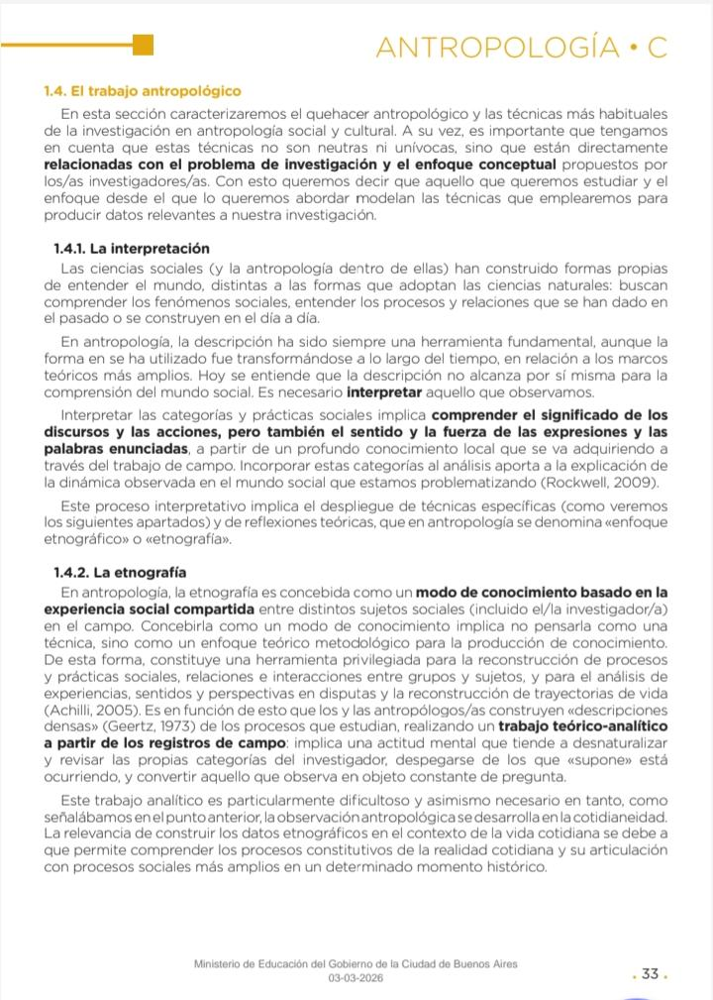 ANTROPOLOGÍA • C
1.4. El trabajo antropológico
En esta sección caracterizaremos el quehacer antropológico y las técnicas más habituales
de la investigación en antropología social y cultural. A su vez, es importante que tengamos
en cuenta que estas técnicas no son neutras ni unívocas, sino que están directamente
relacionadas con el problema de investigación y el enfoque conceptual propuestos por
los/as investigadores/as. Con esto queremos decir que aquello que queremos estudiar y el
enfoque desde el que lo queremos abordar modelan las técnicas que emplearemos para
producir datos relevantes a nuestra investigación.
1.4.1. La interpretación
Las ciencias sociales (y la antropología dentro de ellas) han construido formas propias
de entender el mundo, distintas a las formas que adoptan las ciencias naturales: buscan
comprender los fenómenos sociales, entender los procesos y relaciones que se han dado en
el pasado o se construyen en el día a día.
En antropología, la descripción ha sido siempre una herramienta fundamental, aunque la
forma en se ha utilizado fue transformándose a lo largo del tiempo, en relación a los marcos
teóricos más amplios. Hoy se entiende que la descripción no alcanza por sí misma para la
comprensión del mundo social. Es necesario interpretar aquello que observamos.
Interpretar las categorías y prácticas sociales implica comprender el significado de los
discursos y las acciones, pero también el sentido y la fuerza de las expresiones y las
palabras enunciadas, a partir de un profundo conocimiento local que se va adquiriendo a
través del trabajo de campo. Incorporar estas categorías al análisis aporta a la explicación de
la dinámica observada en el mundo social que estamos problematizando (Rockwell, 2009).
Este proceso interpretativo implica el despliegue de técnicas específicas (como veremos
los siguientes apartados) y de reflexiones teóricas, que en antropología se denomina «enfoque
etnográfico» o «etnografía».
1.4.2. La etnografía
En antropología, la etnografía es concebida como un modo de conocimiento basado en la
experiencia social compartida entre distintos sujetos sociales (incluido el/la investigador/a)
en el campo. Concebirla como un modo de conocimiento implica no pensarla como una
técnica, sino como un enfoque teórico metodológico para la producción de conocimiento.
De esta forma, constituye una herramienta privilegiada para la reconstrucción de procesos
y prácticas sociales, relaciones e interacciones entre grupos y sujetos, y para el análisis de
experiencias, sentidos y perspectivas en disputas y la reconstrucción de trayectorias de vida
(Achilli, 2005). Es en función de esto que los y las antropólogos/as construyen «descripciones
densas» (Geertz, 1973) de los procesos que estudian, realizando un trabajo teórico-analítico
a partir de los registros de campo: implica una actitud mental que tiende a desnaturalizar
y revisar las propias categorías del investigador, despegarse de los que «supone» está
ocurriendo, y convertir aquello que observa en objeto constante de pregunta.
Este trabajo analítico es particularmente dificultoso y asimismo necesario en tanto, como
señalábamos en el punto anterior, la observación antropológica se desarrolla en la cotidianeidad.
La relevancia de construir los datos etnográficos en el contexto de la vida cotidiana se debe a
que permite comprender los procesos constitutivos de la realidad cotidiana y su articulación
con procesos sociales más amplios en un determinado momento histórico.
Ministerio de Educación del Gobierno de la Ciudad de Buenos Aires
03-03-2026
. 33 .